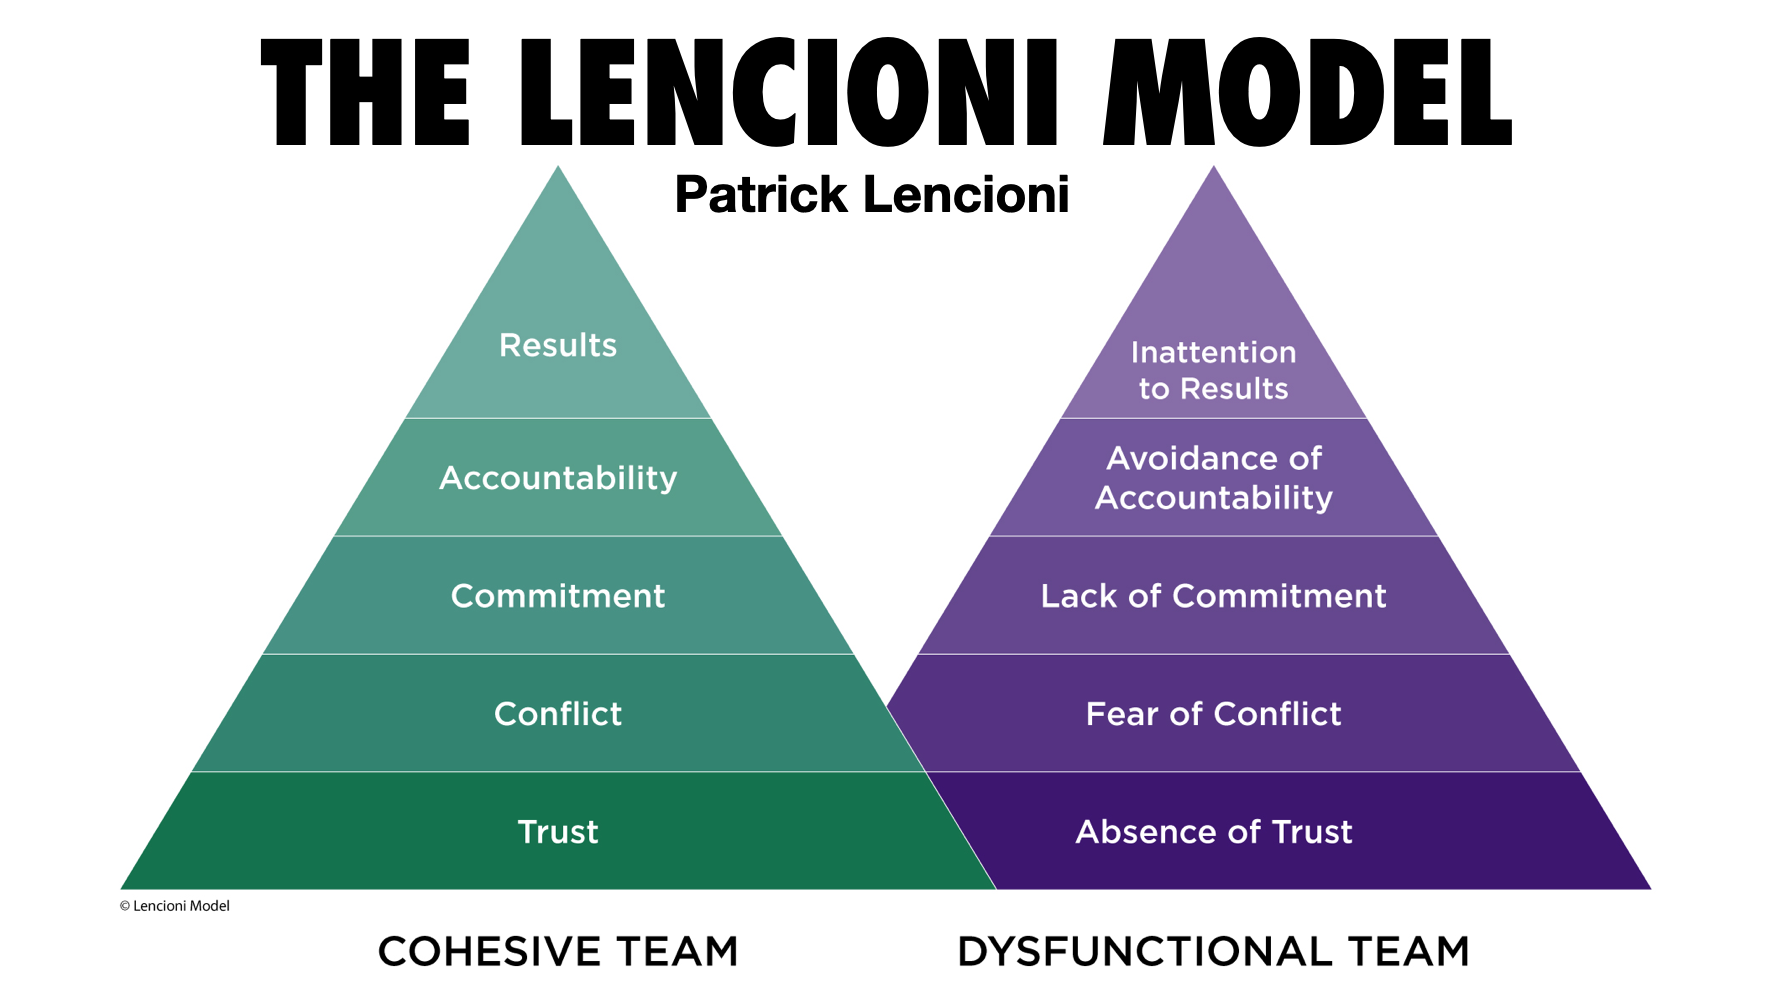 THE LENCIONI MODEL
Patrick Lencioni
Results
Accountability
Commitment
Conflict
Trust
Inattention
to Results
Avoidance of
Accountability
Lack of Commitment
Fear of Conflict
Absence of Trust
© Lencioni Model
COHESIVE TEAM
DYSFUNCTIONAL TEAM